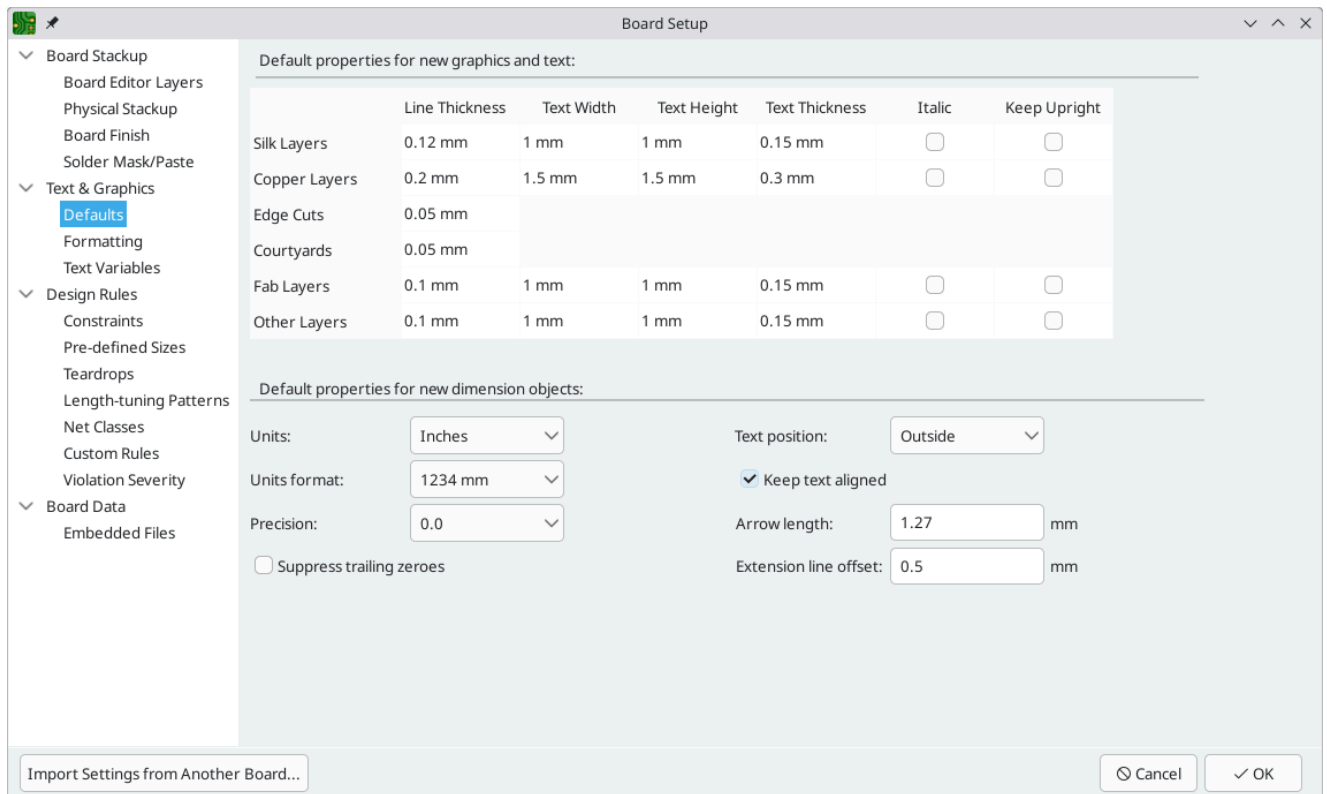 Board Setup
Board Stackup
Board Editor Layers
Physical Stackup
Board Finish
Solder Mask/Paste
Text & Graphics
Defaults
Formatting
Text Variables
Design Rules
Constraints
Pre-defined Sizes
Teardrops
Length-tuning Patterns
Net Classes
Custom Rules
Violation Severity
Board Data
Embedded Files
Default properties for new graphics and text:
Line Thickness Text Width Text Height Text Thickness Italic Keep Upright
Silk Layers 0.12 mm 1 mm 1 mm 0.15 mm
Copper Layers 0.2 mm 1.5 mm 1.5 mm 0.3 mm
Edge Cuts 0.05 mm
Courtyards 0.05 mm
Fab Layers 0.1 mm 1 mm 1 mm 0.15 mm
Other Layers 0.1 mm 1 mm 1 mm 0.15 mm
Default properties for new dimension objects:
Units: Inches Text position: Outside
Units format: 1234 mm Keep text aligned
Precision: 0.0 Arrow length: 1.27 mm
Suppress trailing zeroes Extension line offset: 0.5 mm
Import Settings from Another Board... Cancel OK